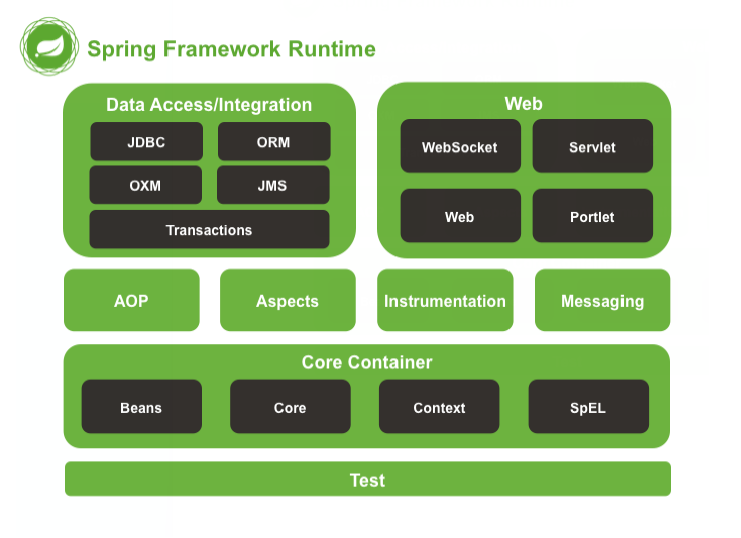 Spring Framework Runtime
Data Access/Integration
JDBC
ORM
OXM
JMS
Transactions
Web
WebSocket
Servlet
Web
Portlet
AOP
Aspects
Instrumentation
Messaging
Core Container
Beans
Core
Context
SpEL
Test